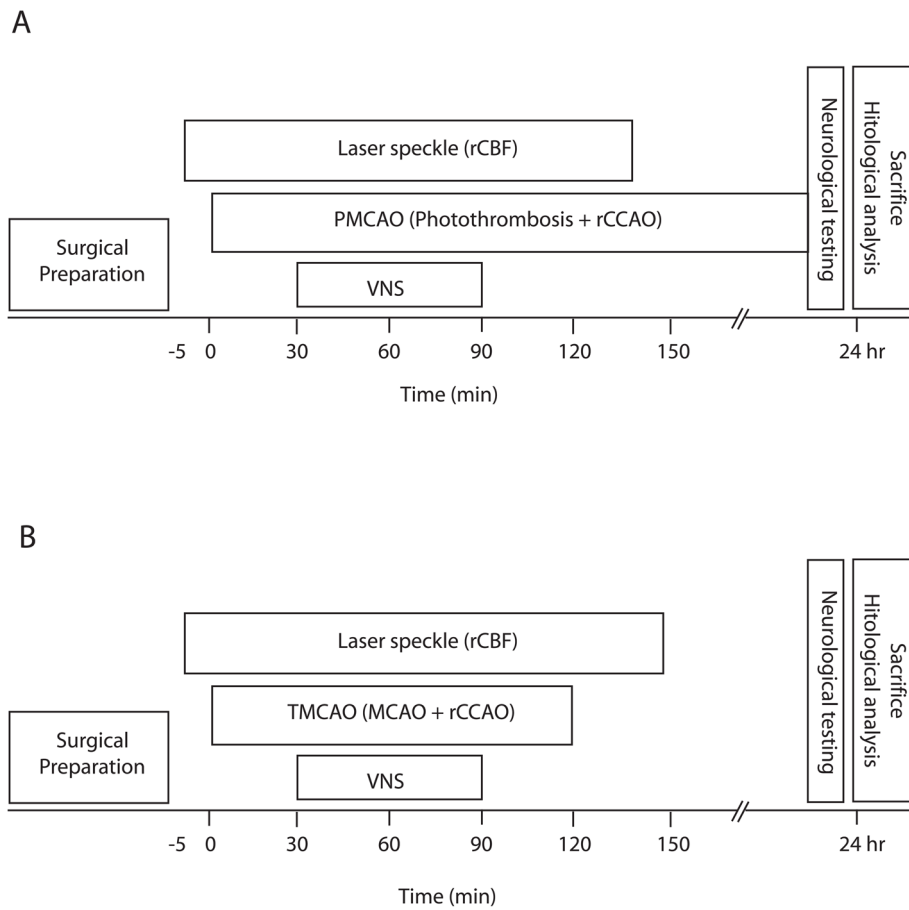 A
Laser speckle (rCBF)
PMCAO (Photothrombosis + rCCAO)
Surgical
Preparation
VNS
Neurological testing
Sacrifice
Hitological analysis
-5 0 30 60 90 120 150 24 hr
Time (min)
B
Laser speckle (rCBF)
TMCAO (MCAO + rCCAO)
Surgical
Preparation
VNS
Neurological testing
Sacrifice
Hitological analysis
-5 0 30 60 90 120 150 24 hr
Time (min)